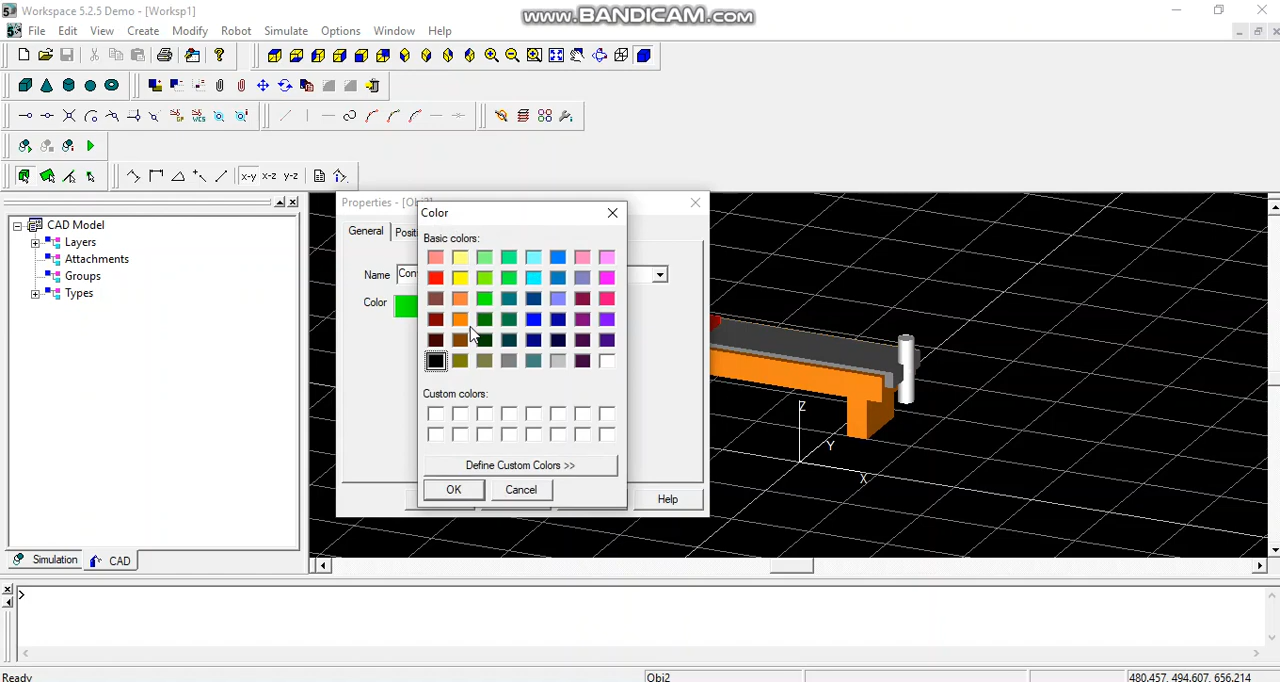 Workspace 5.2.5 Demo - [Worksp1]
www.BANDICAM.com
File Edit View Create Modify Robot Simulate Options Window Help
x-y x-z y-z
Properties - [Obj2]
Color
General
Basic colors:
CAD Model
Layers
Attachments
Groups
Types
Name
Color
Custom colors:
Define Custom Colors >>
OK Cancel
Help
Z
Y
X
Simulation CAD
>
Ready
Obj2
480.457, 494.607, 656.214